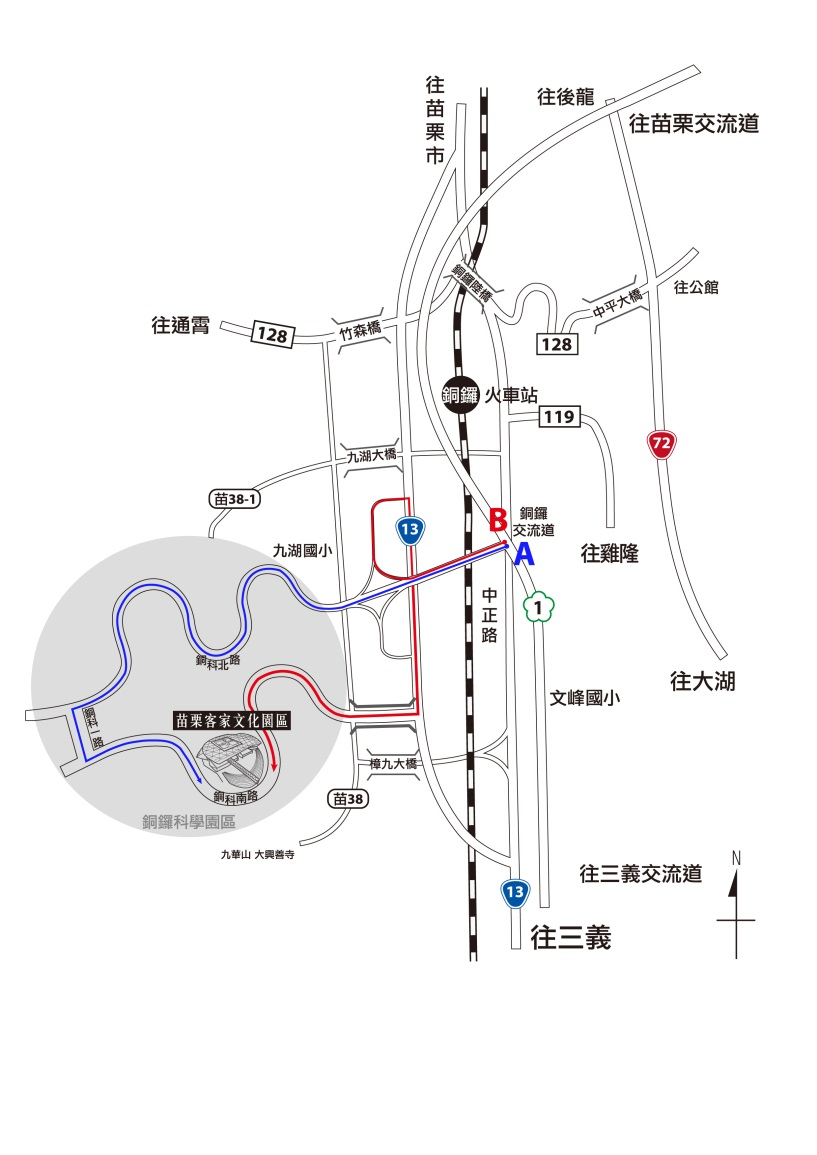 往苗栗市
往後龍
往苗栗交流道
銅鑼陸橋
中平大橋
往公館
往通霄
128
竹森橋
128
銅鑼
火車站
119
72
九湖大橋
苗38-1
13
B
銅鑼
交流道
A
九湖國小
往雞隆
1
中正路
銅科北路
往大湖
文峰國小
銅科一路
苗栗客家文化園區
樟九大橋
銅科南路
苗38
銅鑼科學園區
九華山 大興善寺
N
往三義交流道
13
往三義